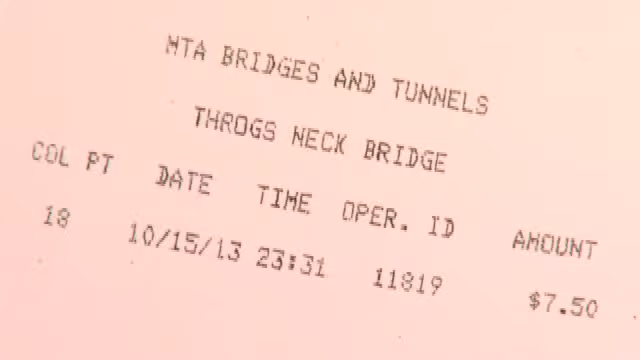 MTA BRIDGES AND TUNNELS
THROGS NECK BRIDGE
COL PT DATE TIME OPER. ID AMOUNT
18 10/15/13 23:31 11819 $7.50